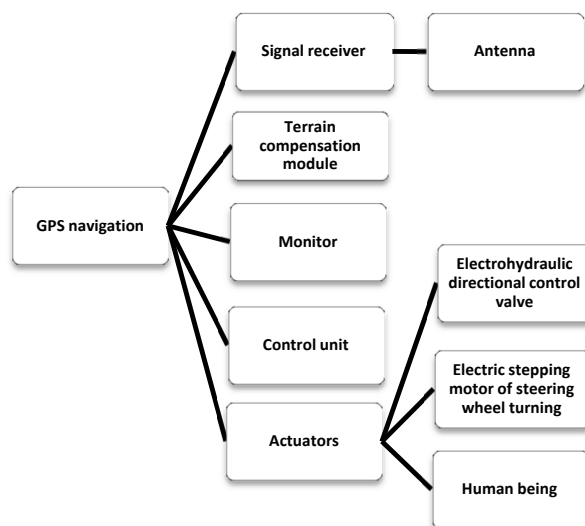 Signal receiver
Antenna
Terrain
compensation
module
GPS navigation
Monitor
Electrohydraulic
directional control
valve
Control unit
Electric stepping
motor of steering
wheel turning
Actuators
Human being